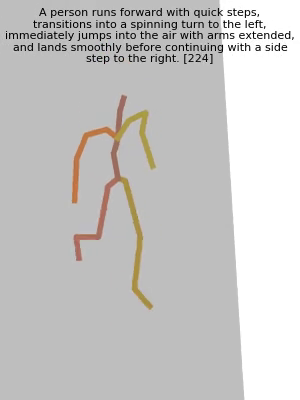 A person runs forward with quick steps,
transitions into a spinning turn to the left,
immediately jumps into the air with arms extended,
and lands smoothly before continuing with a side
step to the right. [224]